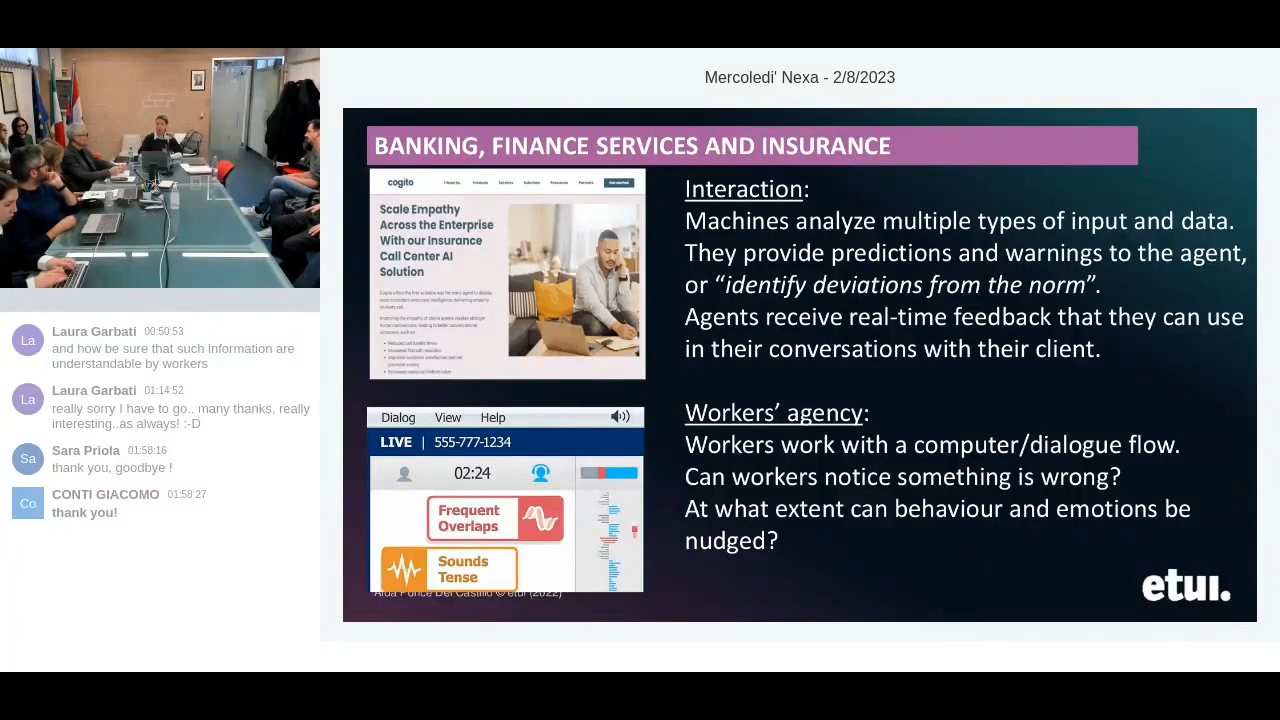 Mercoledi' Nexa - 2/8/2023
BANKING, FINANCE SERVICES AND INSURANCE
cogito
Products
Services
Solutions
Resources
Partners
Get started
Scale Empathy
Across the Enterprise
With our Insurance
Call Center AI
Solution
Dialog View Help
LIVE | 555-777-1234
02:24
Frequent
Overlaps
Sounds
Tense
Aida Ponce Del Castillo © etui (2022)
Interaction:
Machines analyze multiple types of input and data.
They provide predictions and warnings to the agent,
or “identify deviations from the norm”.
Agents receive real-time feedback that they can use
in their conversations with their client.
Workers’ agency:
Workers work with a computer/dialogue flow.
Can workers notice something is wrong?
At what extent can behaviour and emotions be
nudged?
etui.
La
Laura Garbati 00:50:53
and how be sure that such information are
understandable by workers
La
Laura Garbati 01:14:52
really sorry I have to go.. many thanks, really
interesting..as always! :-D
Sa
Sara Priola 01:58:16
thank you, goodbye !
Co
CONTI GIACOMO 01:58:27
thank you!